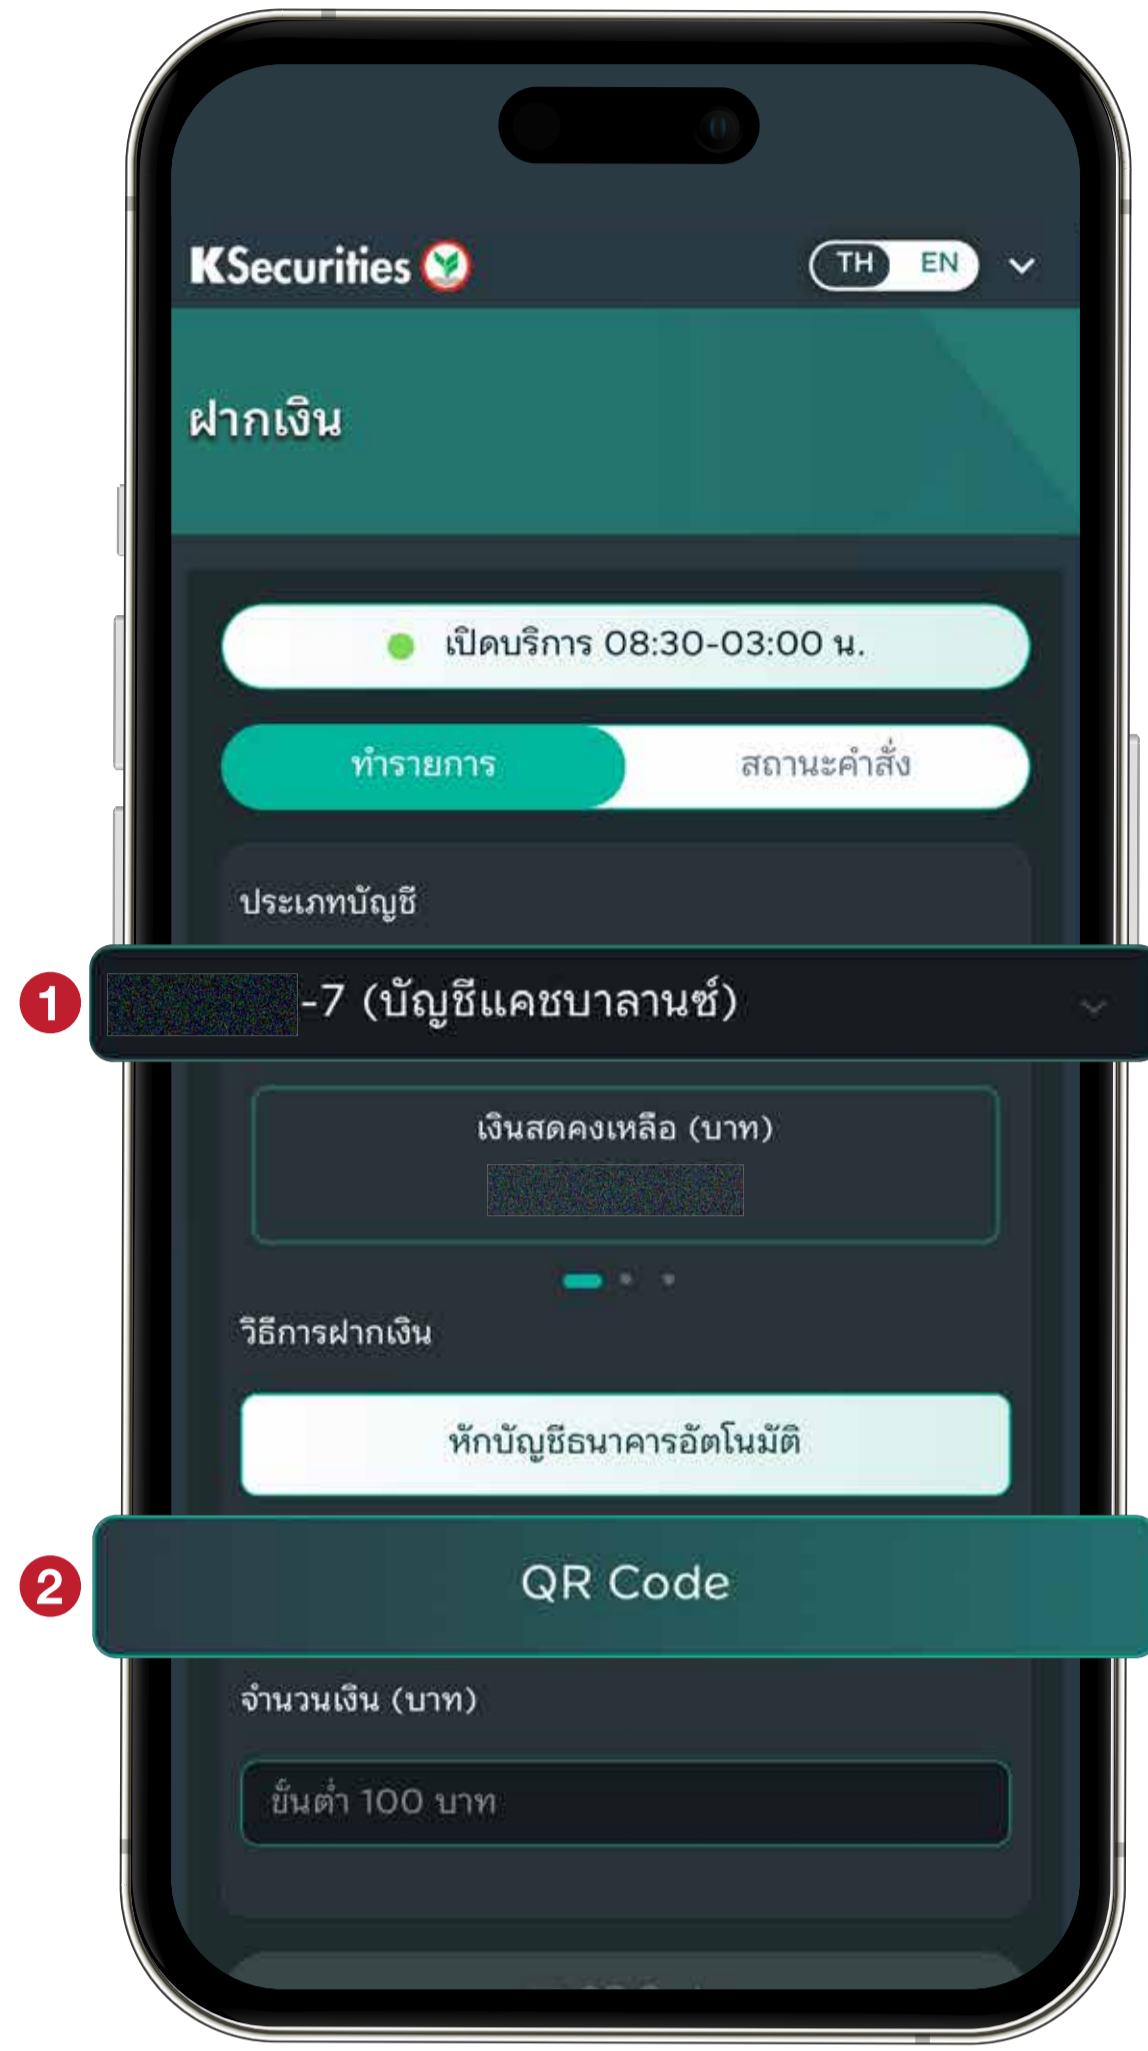 KSecurities
TH EN
ฝากเงิน
เปิดบริการ 08:30-03:00 น.
ทำรายการ
สถานะคำสั่ง
ประเภทบัญชี
1
-7 (บัญชีแคชบาลานซ์)
เงินสดคงเหลือ (บาท)
วิธีการฝากเงิน
หักบัญชีธนาคารอัตโนมัติ
2
QR Code
จำนวนเงิน (บาท)
ขั้นต่ำ 100 บาท